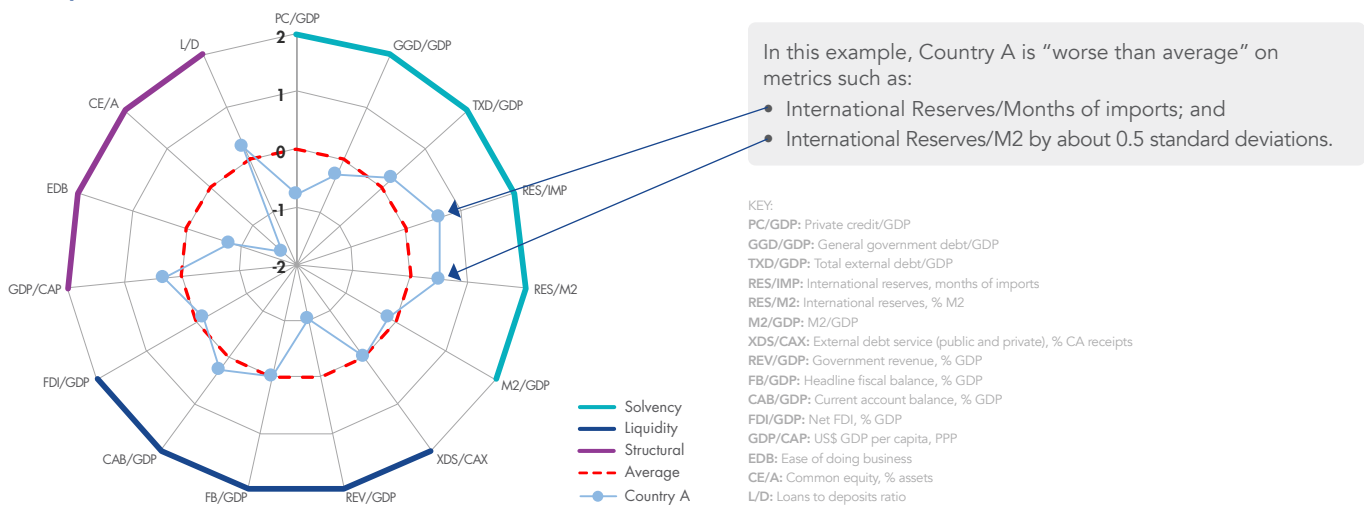 PC/GDP
GGD/GDP
TXD/GDP
RES/IMP
RES/M2
M2/GDP
XDS/CAX
REV/GDP
FB/GDP
CAB/GDP
FDI/GDP
GDP/CAP
EDB
CE/A
L/D
2
1
0
-1
-2
Solvency
Liquidity
Structural
Average
Country A
In this example, Country A is “worse than average” on
metrics such as:
• International Reserves/Months of imports; and
• International Reserves/M2 by about 0.5 standard deviations.
KEY:
PC/GDP: Private credit/GDP
GGD/GDP: General government debt/GDP
TXD/GDP: Total external debt/GDP
RES/IMP: International reserves, months of imports
RES/M2: International reserves, % M2
M2/GDP: M2/GDP
XDS/CAX: External debt service (public and private), % CA receipts
REV/GDP: Government revenue, % GDP
FB/GDP: Headline fiscal balance, % GDP
CAB/GDP: Current account balance, % GDP
FDI/GDP: Net FDI, % GDP
GDP/CAP: US$ GDP per capita, PPP
EDB: Ease of doing business
CE/A: Common equity, % assets
L/D: Loans to deposits ratio